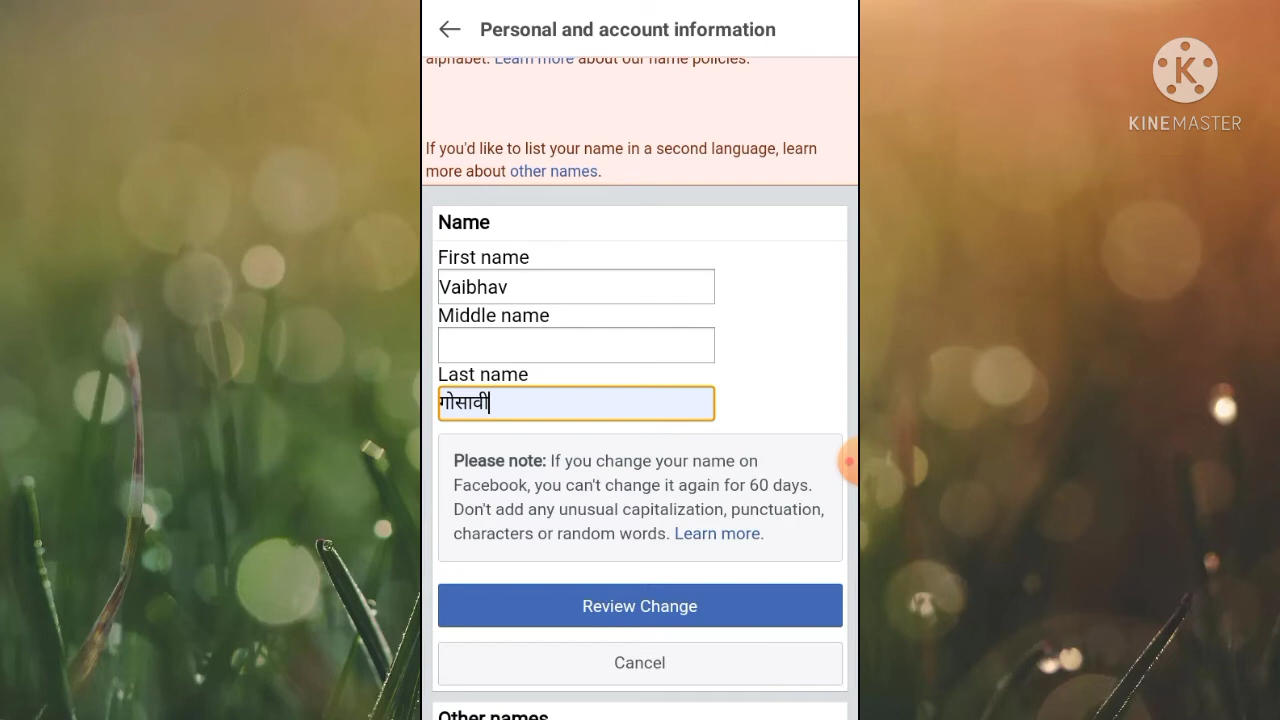 Personal and account information
alphabet. Learn more about our name policies.
If you'd like to list your name in a second language, learn
more about other names.
Name
First name
Vaibhav
Middle name
Last name
गोसावी
Please note: If you change your name on
Facebook, you can't change it again for 60 days.
Don't add any unusual capitalization, punctuation,
characters or random words. Learn more.
Review Change
Cancel
Other names
K
KINEMASTER